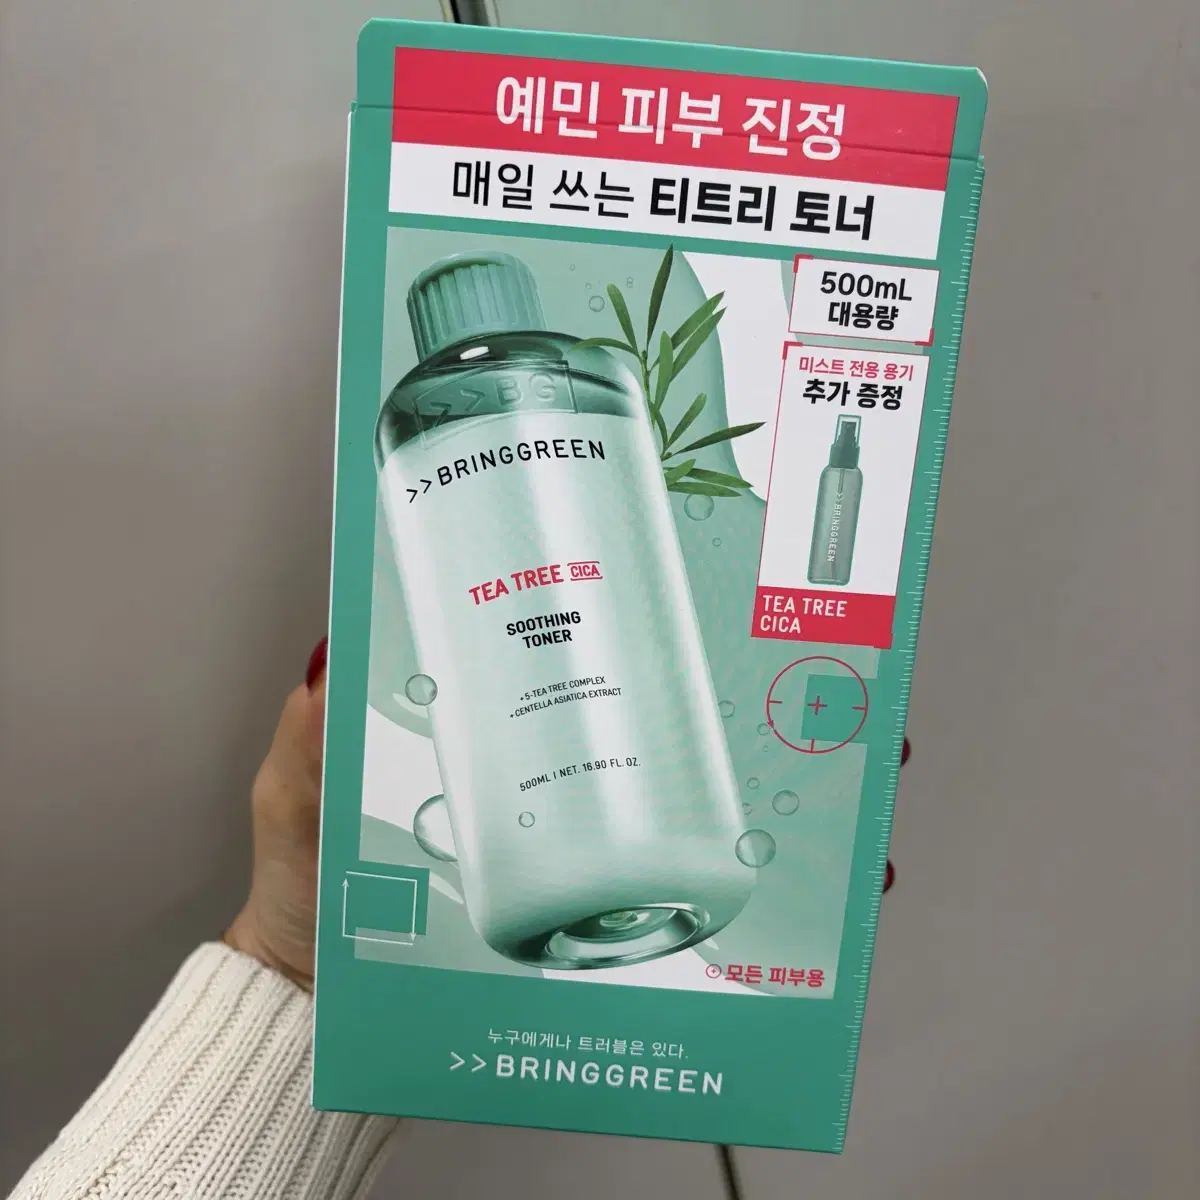 예민 피부 진정
매일 쓰는 티트리 토너
500mL
대용량
미스트 전용 용기
추가 증정
>>BRINGGREEN
TEA TREE
CICA
>>BG
>>BRINGGREEN
TEA TREE CICA
SOOTHING
TONER
+5-TEA TREE COMPLEX
+CENTELLA ASIATICA EXTRACT
500ML | NET. 16.90 FL. OZ.
모든 피부용
누구에게나 트러블은 있다.
>>BRINGGREEN